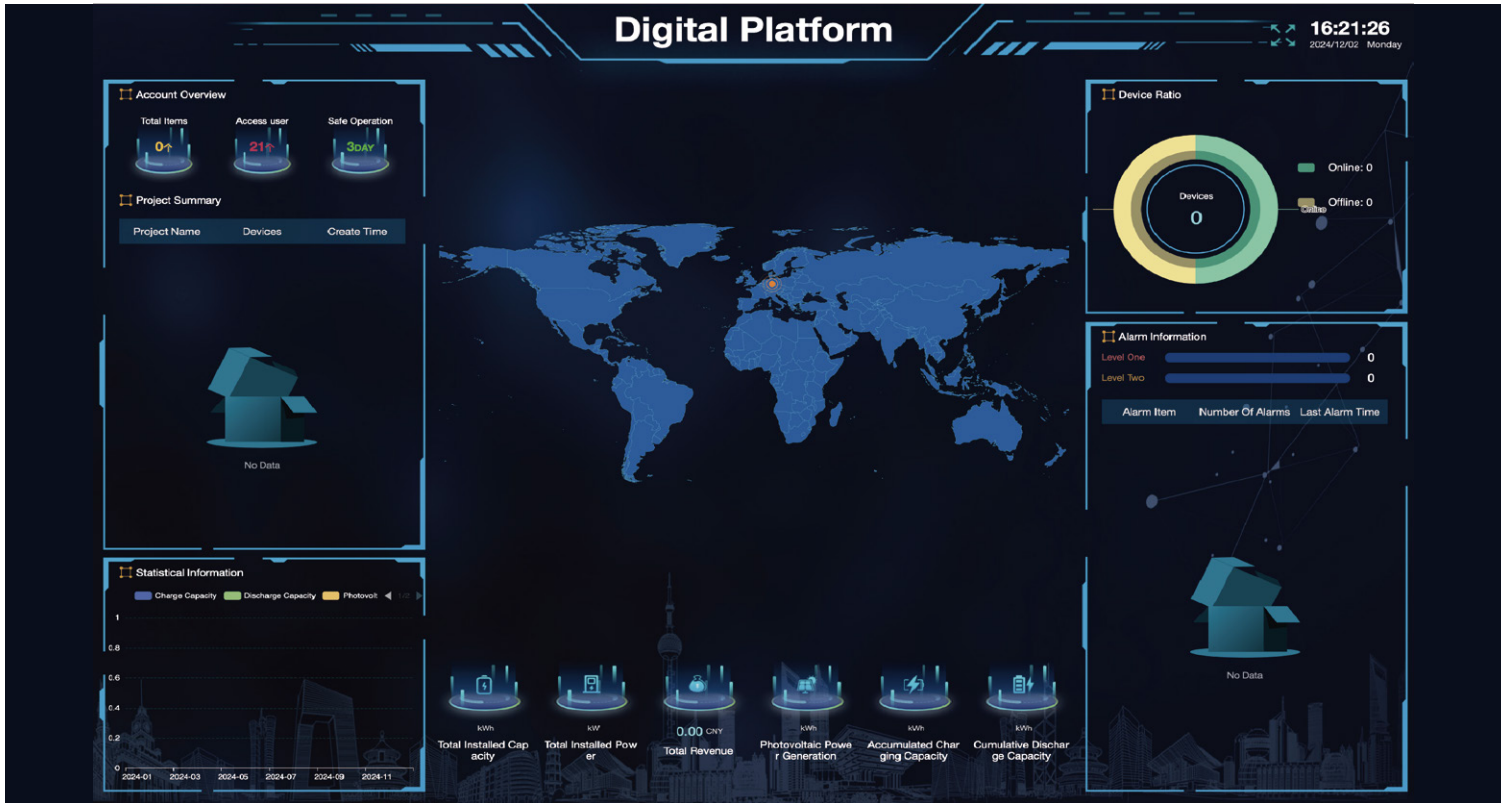 Digital Platform
16:21:26
2024/12/02 Monday
Account Overview
Total Items
Access user
Safe Operation
0↑
21↑
3DAY
Project Summary
Project Name
Devices
Create Time
No Data
Statistical Information
Charge Capacity
Discharge Capacity
Photovolt
1/2
1
0.8
0.6
0.4
0.2
0
2024-01
2024-03
2024-05
2024-07
2024-09
2024-11
kWh
Total Installed Cap
acity
kW
Total Installed Pow
er
0.00 CNY
Total Revenue
kWh
Photovoltaic Powe
r Generation
kWh
Accumulated Char
ging Capacity
kWh
Cumulative Dischar
ge Capacity
Device Ratio
Devices
0
Online: 0
Offline: 0
Alarm Information
Level One
0
Level Two
0
Alarm Item
Number Of Alarms
Last Alarm Time
No Data